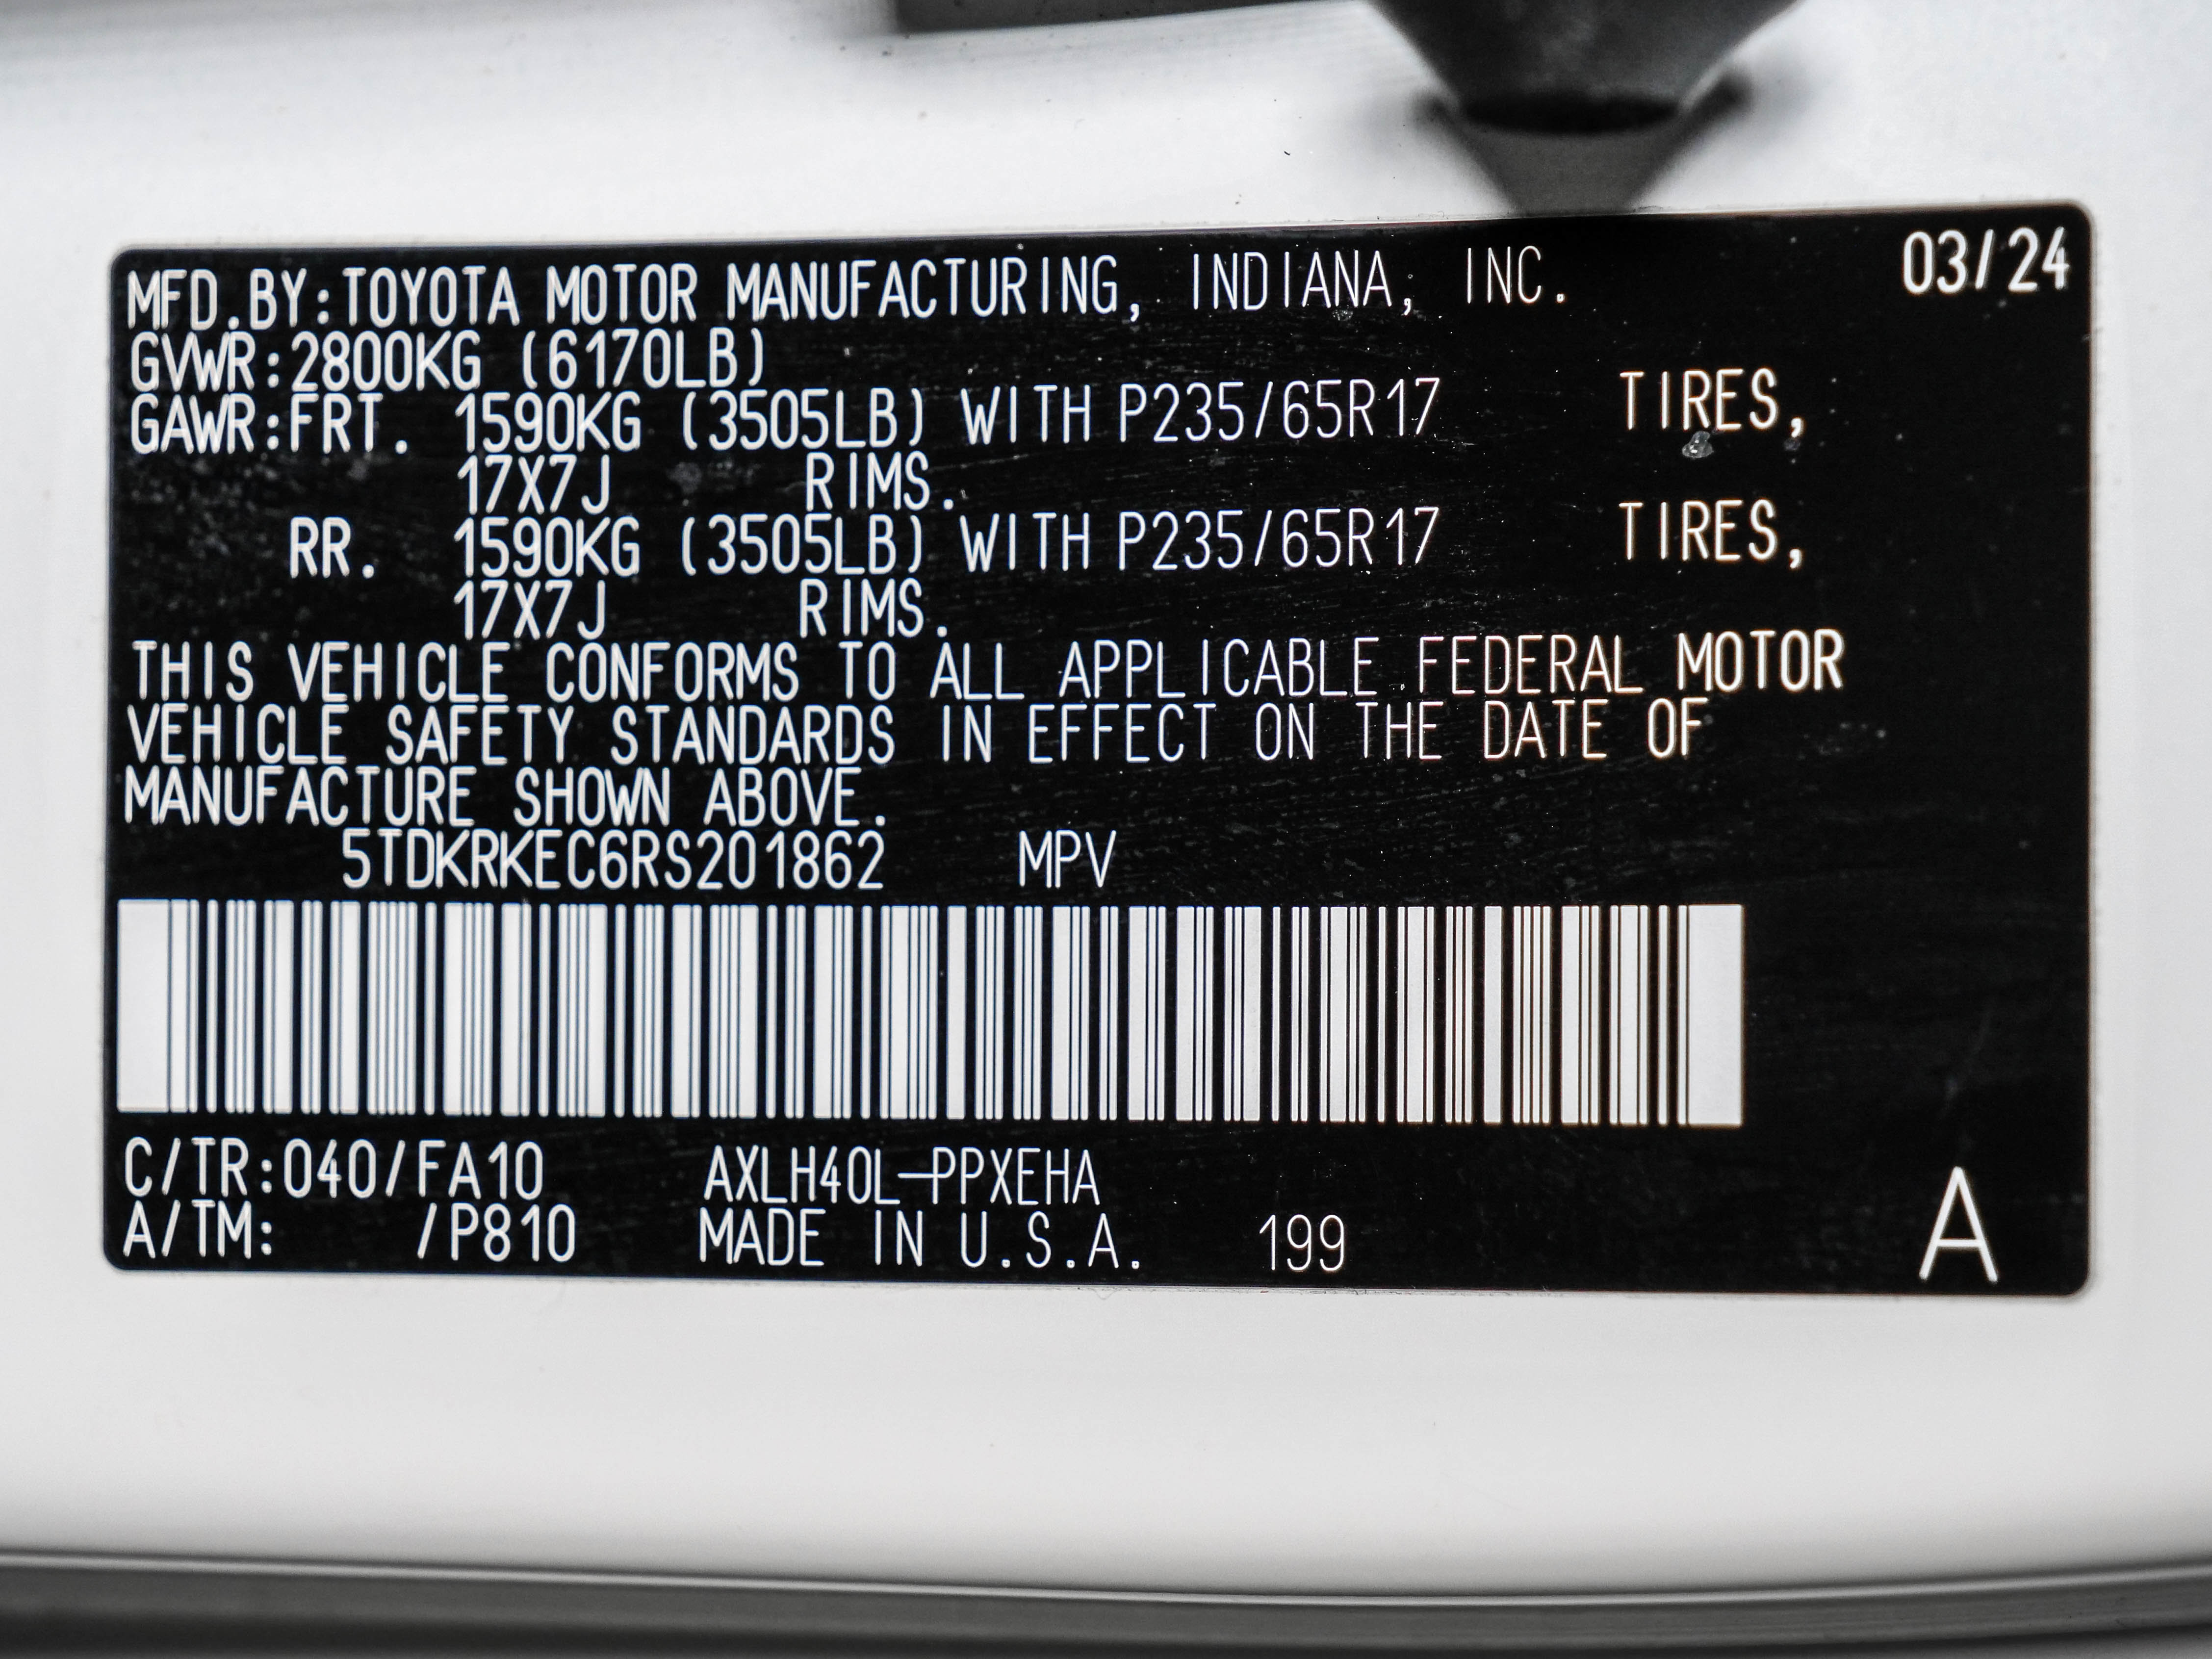 03/24
MFD.BY:TOYOTA MOTOR MANUFACTURING, INDIANA, INC.
GVWR:2800KG (6170LB)
GAWR:FRT. 1590KG (3505LB) WITH P235/65R17 TIRES,
17X7J RIMS.
RR. 1590KG (3505LB) WITH P235/65R17 TIRES,
17X7J RIMS.
THIS VEHICLE CONFORMS TO ALL APPLICABLE FEDERAL MOTOR
VEHICLE SAFETY STANDARDS IN EFFECT ON THE DATE OF
MANUFACTURE SHOWN ABOVE.
5TDKRKEC6RS201862 MPV
C/TR:040/FA10 AXLH40L-PPXEHA
A/TM: /P810 MADE IN U.S.A. 199
A